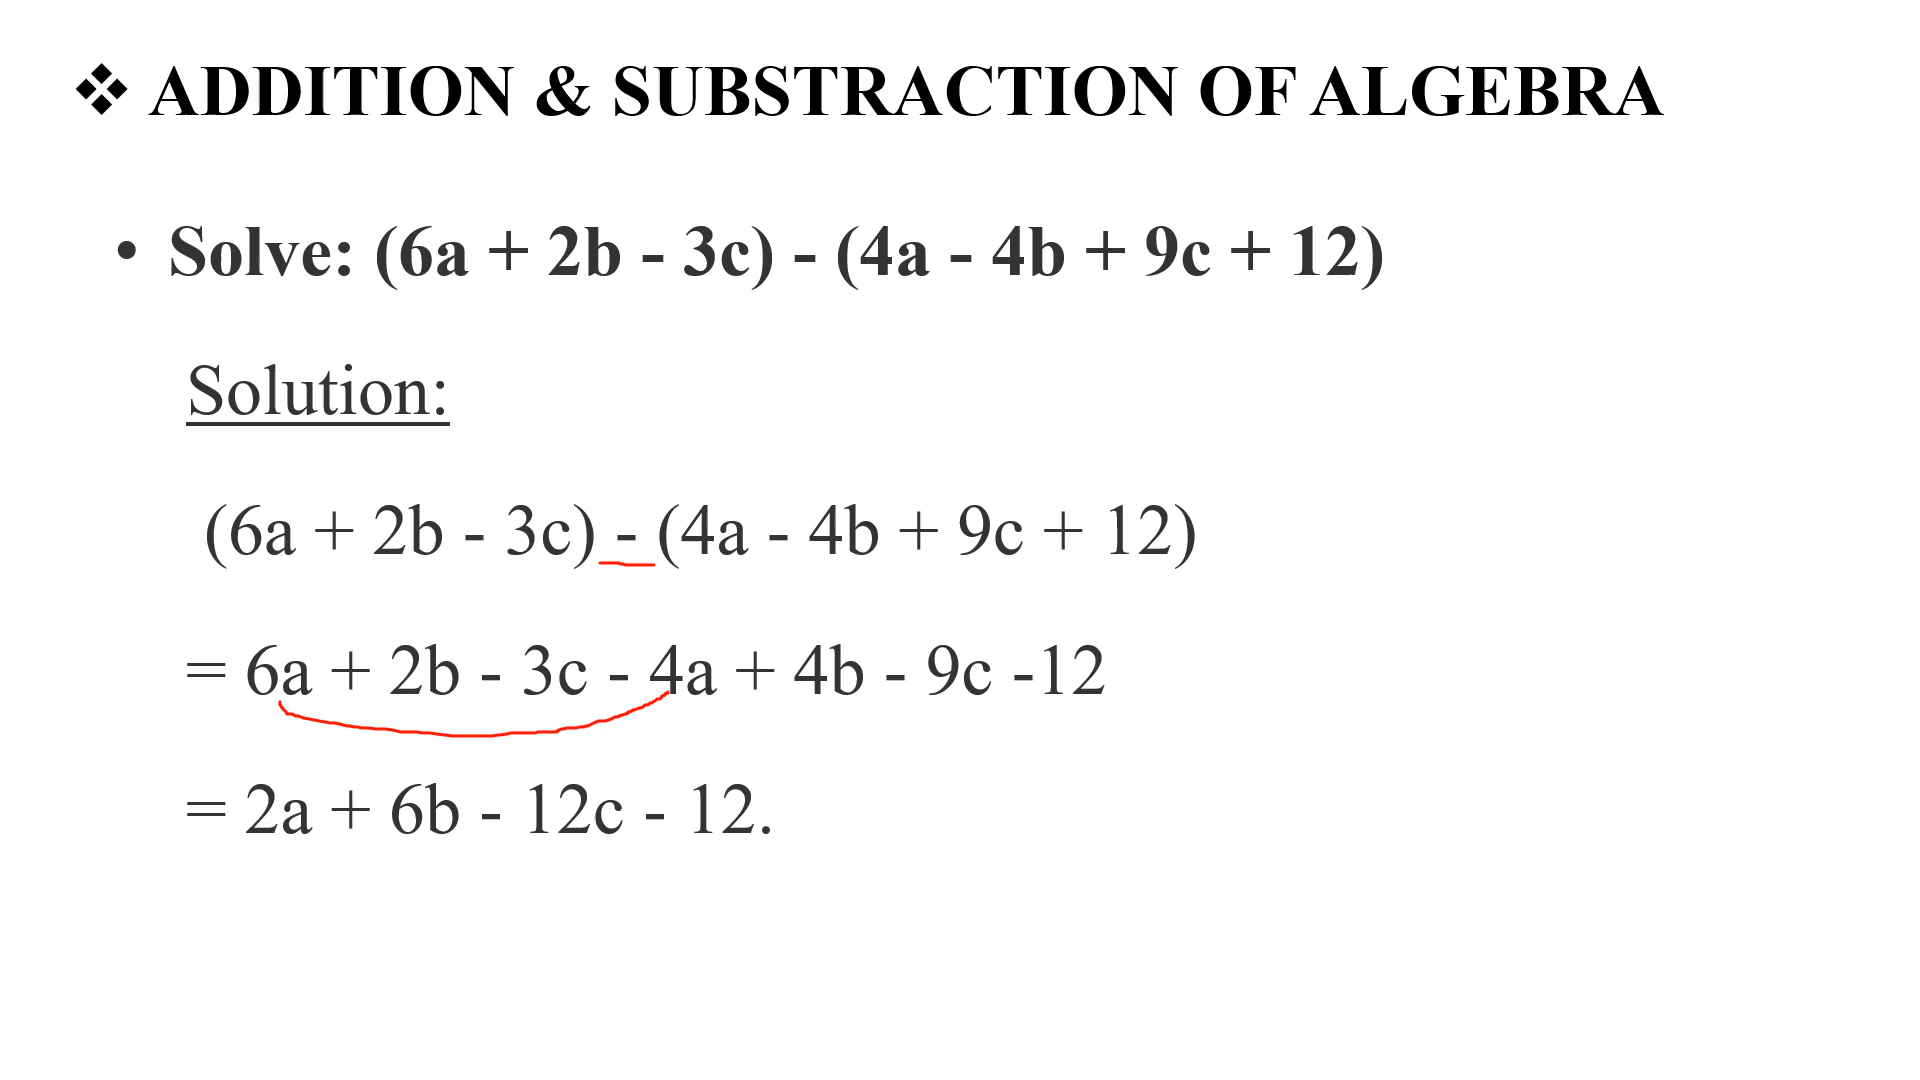 ❖ ADDITION & SUBSTRACTION OF ALGEBRA
• Solve: (6a + 2b - 3c) - (4a - 4b + 9c + 12)
Solution:
(6a + 2b - 3c) - (4a - 4b + 9c + 12)
= 6a + 2b - 3c - 4a + 4b - 9c -12
= 2a + 6b - 12c - 12.